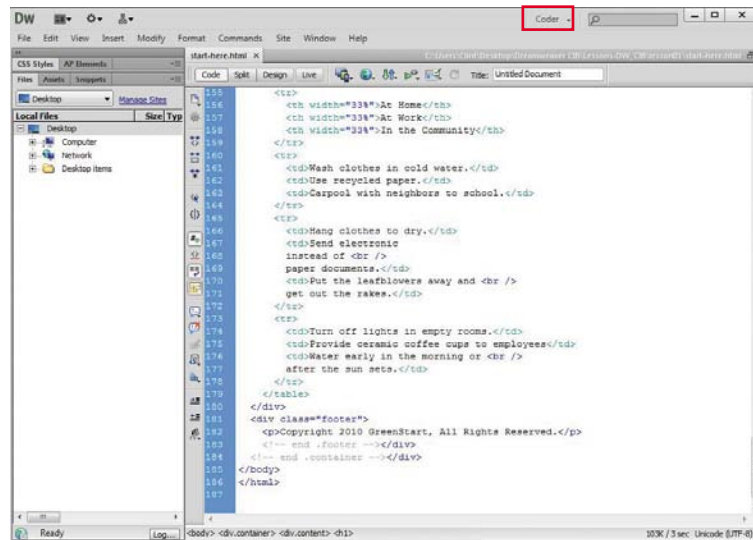 DW
Coder
File Edit View Insert Modify Format Commands Site Window Help
CSS Styles AP Elements
Files Assets Snippets
Desktop Manage Sites
Local Files Size Typ
Desktop
Computer
Network
Desktop items
start-here.html ×
Code Split Design Live Title: Untitled Document
155 <tr>
156 <th width="33%">At Home</th>
157 <th width="33%">At Work</th>
158 <th width="33%">In the Community</th>
159 </tr>
160 <tr>
161 <td>Wash clothes in cold water.</td>
162 <td>Use recycled paper.</td>
163 <td>Carpool with neighbors to school.</td>
164 </tr>
165 <tr>
166 <td>Hang clothes to dry.</td>
167 <td>Send electronic
168 instead of <br />
169 paper documents.</td>
170 <td>Put the leafblowers away and <br />
171 get out the rakes.</td>
172 </tr>
173 <tr>
174 <td>Turn off lights in empty rooms.</td>
175 <td>Provide ceramic coffee cups to employees</td>
176 <td>Water early in the morning or <br />
177 after the sun sets.</td>
178 </tr>
179 </table>
180 </div>
181 <div class="footer">
182 <p>Copyright 2010 GreenStart, All Rights Reserved.</p>
183 <!-- end .footer --></div>
184 <!-- end .container --></div>
185 </body>
186 </html>
187
Ready Log...
<body> <div.container> <div.content> <h1>
103K / 3 sec Unicode (UTF-8)